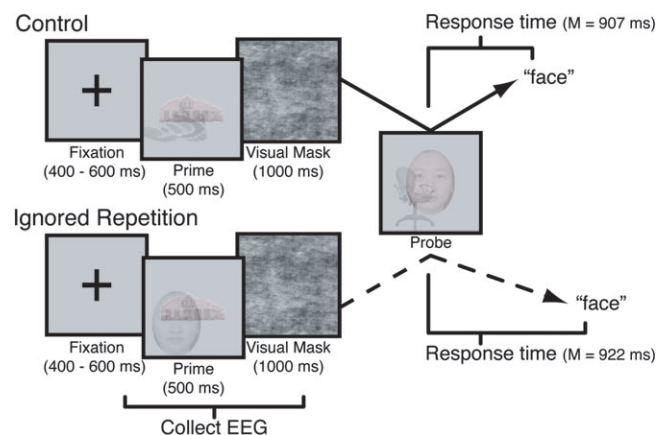 Control
Response time (M = 907 ms)
"face"
Fixation
(400 - 600 ms)
Prime
(500 ms)
Visual Mask
(1000 ms)
Ignored Repetition
Probe
"face"
Fixation
(400 - 600 ms)
Prime
(500 ms)
Visual Mask
(1000 ms)
Response time (M = 922 ms)
Collect EEG